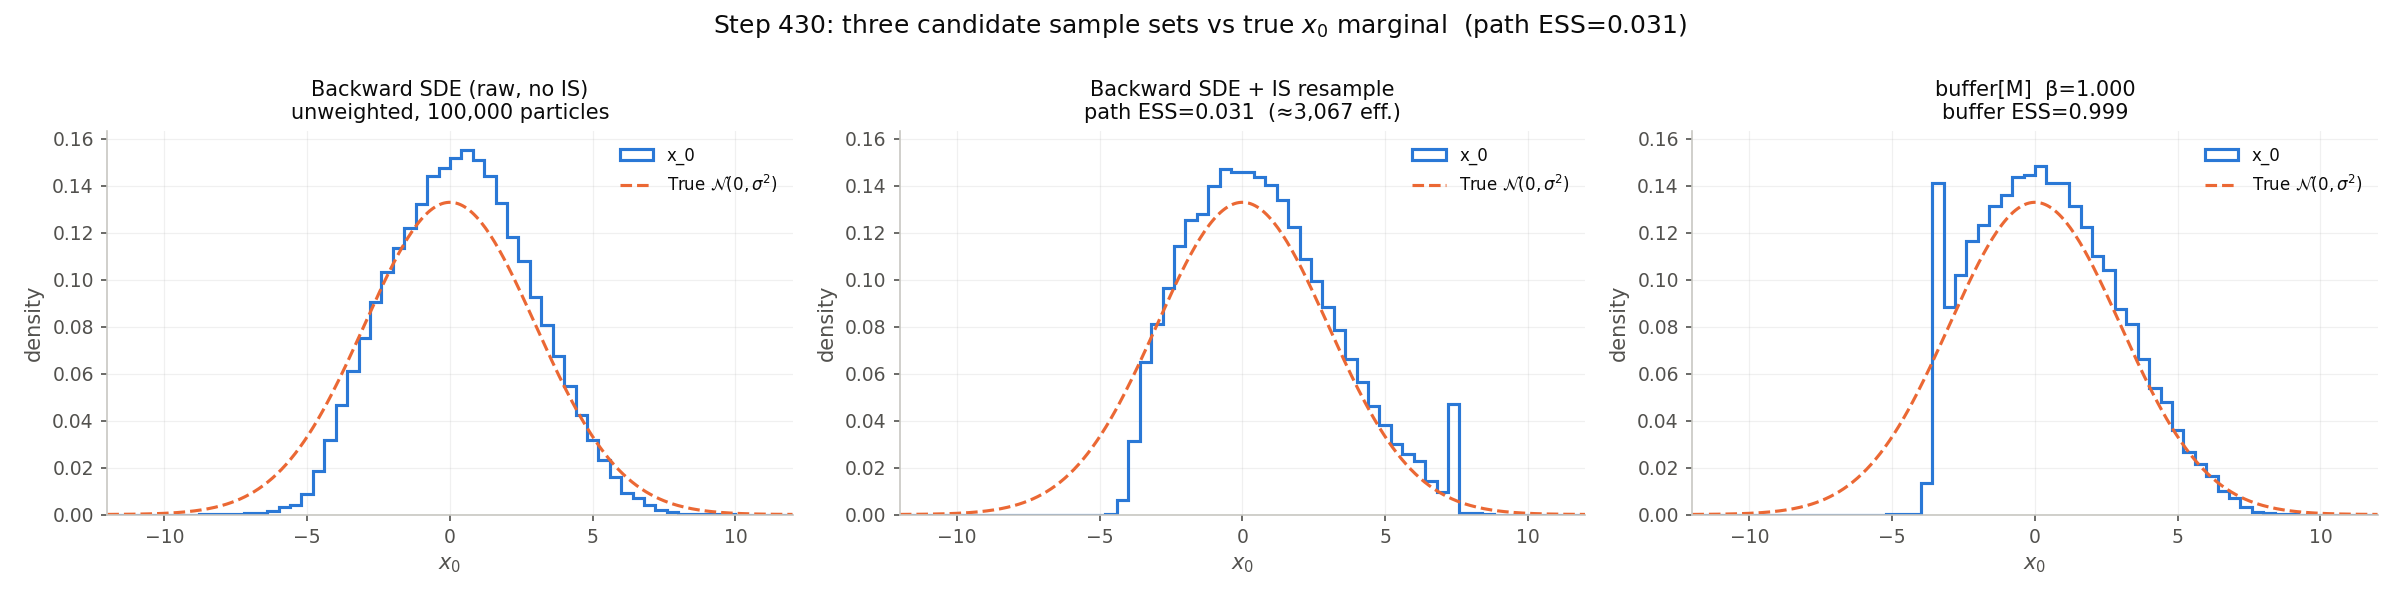 Step 430: three candidate sample sets vs true x₀ marginal  (path ESS=0.031)
Backward SDE (raw, no IS)
unweighted, 100,000 particles
0.16
0.14
0.12
0.10
0.08
0.06
0.04
0.02
0.00
density
x_0
True 𝒩(0, σ²)
−10
−5
0
5
10
x₀
Backward SDE + IS resample
path ESS=0.031  (≈3,067 eff.)
0.16
0.14
0.12
0.10
0.08
0.06
0.04
0.02
0.00
density
x_0
True 𝒩(0, σ²)
−10
−5
0
5
10
x₀
buffer[M]  β=1.000
buffer ESS=0.999
0.16
0.14
0.12
0.10
0.08
0.06
0.04
0.02
0.00
density
x_0
True 𝒩(0, σ²)
−10
−5
0
5
10
x₀